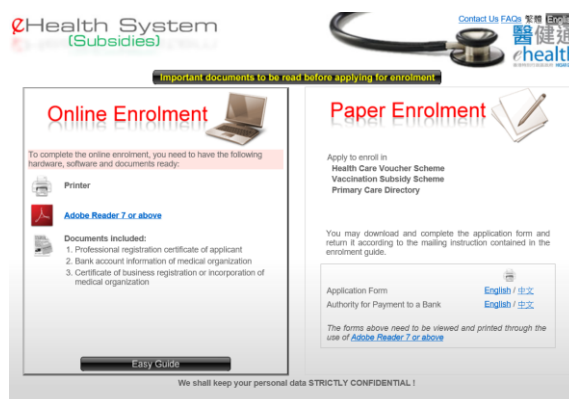 eHealth System
(Subsidies)
Contact Us FAQs 繁體 English
醫健通
ehealth
Important documents to be read before applying for enrolment
Online Enrolment
To complete the online enrolment, you need to have the following
hardware, software and documents ready:
Printer
Adobe Reader 7 or above
Documents included:
1. Professional registration certificate of applicant
2. Bank account information of medical organization
3. Certificate of business registration or incorporation of
medical organization
Easy Guide
Paper Enrolment
Apply to enroll in
Health Care Voucher Scheme
Vaccination Subsidy Scheme
Primary Care Directory
You may download and complete the application form and
return it according to the mailing instruction contained in the
enrolment guide.
Application Form English / 中文
Authority for Payment to a Bank English / 中文
The forms above need to be viewed and printed through the
use of Adobe Reader 7 or above
We shall keep your personal data STRICTLY CONFIDENTIAL !